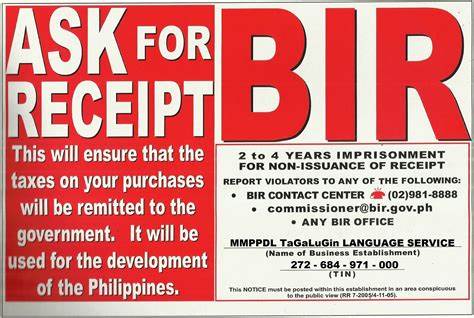 ASK FOR
RECEIPT
This will ensure that the
taxes on your purchases
will be remitted to the
government. It will be
used for the development
of the Philippines.
BIR
2 to 4 YEARS IMPRISONMENT
FOR NON-ISSUANCE OF RECEIPT
REPORT VIOLATORS TO ANY OF THE FOLLOWING:
• BIR CONTACT CENTER ☎ (02)981-8888
• commissioner@bir.gov.ph
• ANY BIR OFFICE
MMPPDL TaGaLuGin LANGUAGE SERVICE
(Name of Business Establishment)
272 - 684 - 971 - 000
(TIN)
This NOTICE must be posted within this establishment in an area conspicuous
to the public view (RR 7-2005/4-11-05).